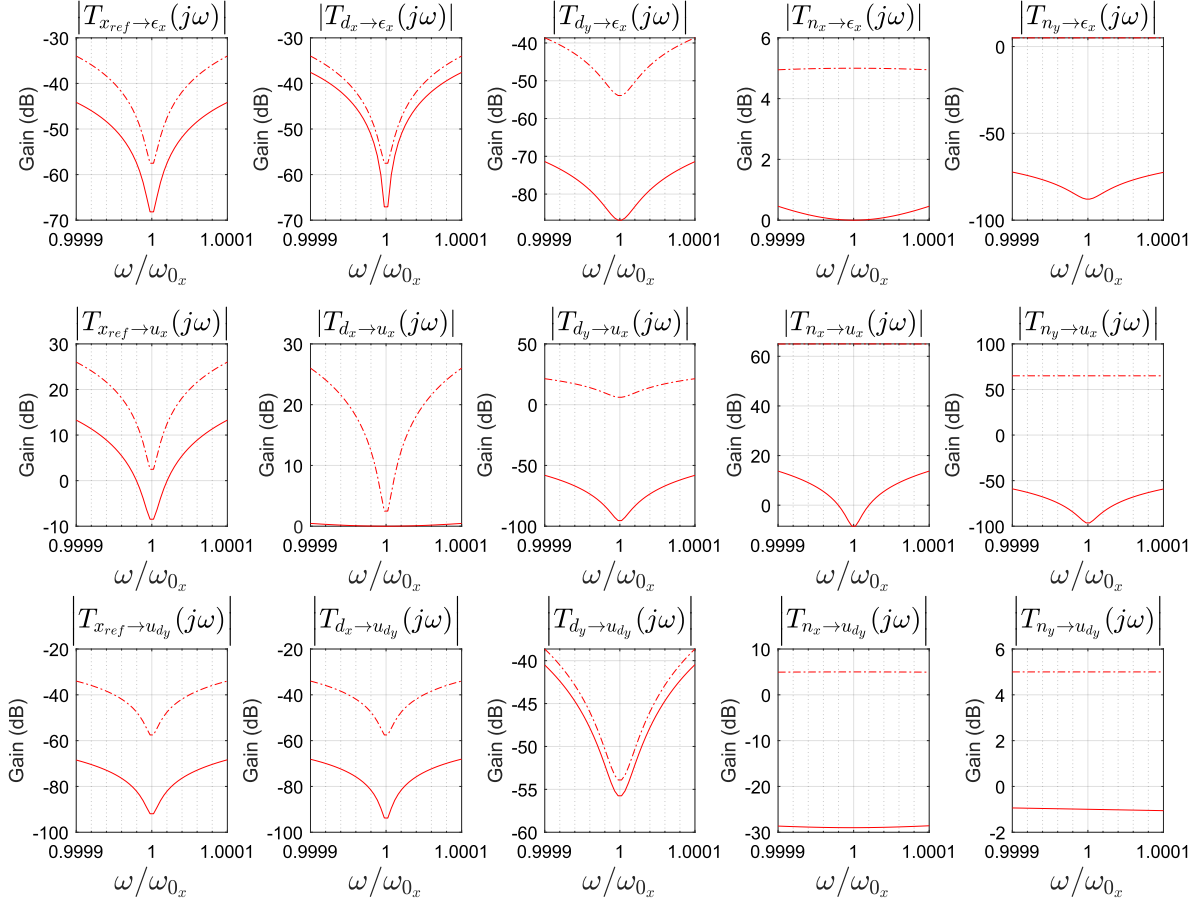 |T_{x_{ref}→ϵ_x}(jω)| |T_{d_x→ϵ_x}(jω)| |T_{d_y→ϵ_x}(jω)| |T_{n_x→ϵ_x}(jω)| |T_{n_y→ϵ_x}(jω)|
Gain (dB) -30 -40 -50 -60 -70
0.9999 1 1.0001
ω/ω_{0_x}
Gain (dB) -30 -40 -50 -60 -70
0.9999 1 1.0001
ω/ω_{0_x}
Gain (dB) -40 -50 -60 -70 -80
0.9999 1 1.0001
ω/ω_{0_x}
Gain (dB) 6 4 2 0
0.9999 1 1.0001
ω/ω_{0_x}
Gain (dB) 0 -50 -100
0.9999 1 1.0001
ω/ω_{0_x}
|T_{x_{ref}→u_x}(jω)| |T_{d_x→u_x}(jω)| |T_{d_y→u_x}(jω)| |T_{n_x→u_x}(jω)| |T_{n_y→u_x}(jω)|
Gain (dB) 30 20 10 0 -10
0.9999 1 1.0001
ω/ω_{0_x}
Gain (dB) 30 20 10 0
0.9999 1 1.0001
ω/ω_{0_x}
Gain (dB) 50 0 -50 -100
0.9999 1 1.0001
ω/ω_{0_x}
Gain (dB) 60 40 20 0
0.9999 1 1.0001
ω/ω_{0_x}
Gain (dB) 100 50 0 -50 -100
0.9999 1 1.0001
ω/ω_{0_x}
|T_{x_{ref}→u_{dy}}(jω)| |T_{d_x→u_{dy}}(jω)| |T_{d_y→u_{dy}}(jω)| |T_{n_x→u_{dy}}(jω)| |T_{n_y→u_{dy}}(jω)|
Gain (dB) -20 -40 -60 -80 -100
0.9999 1 1.0001
ω/ω_{0_x}
Gain (dB) -20 -40 -60 -80 -100
0.9999 1 1.0001
ω/ω_{0_x}
Gain (dB) -40 -45 -50 -55 -60
0.9999 1 1.0001
ω/ω_{0_x}
Gain (dB) 10 0 -10 -20 -30
0.9999 1 1.0001
ω/ω_{0_x}
Gain (dB) 6 4 2 0 -2
0.9999 1 1.0001
ω/ω_{0_x}